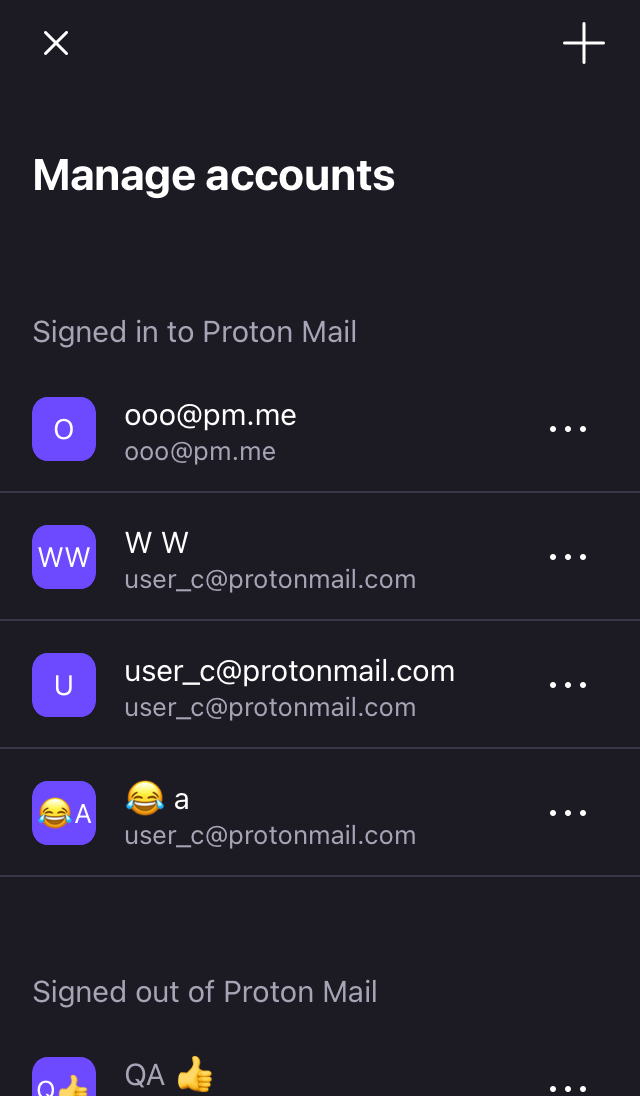 Manage accounts
Signed in to Proton Mail
O
ooo@pm.me
ooo@pm.me
WW
W W
user_c@protonmail.com
U
user_c@protonmail.com
user_c@protonmail.com
😂A
😂 a
user_c@protonmail.com
Signed out of Proton Mail
Q👍
QA 👍